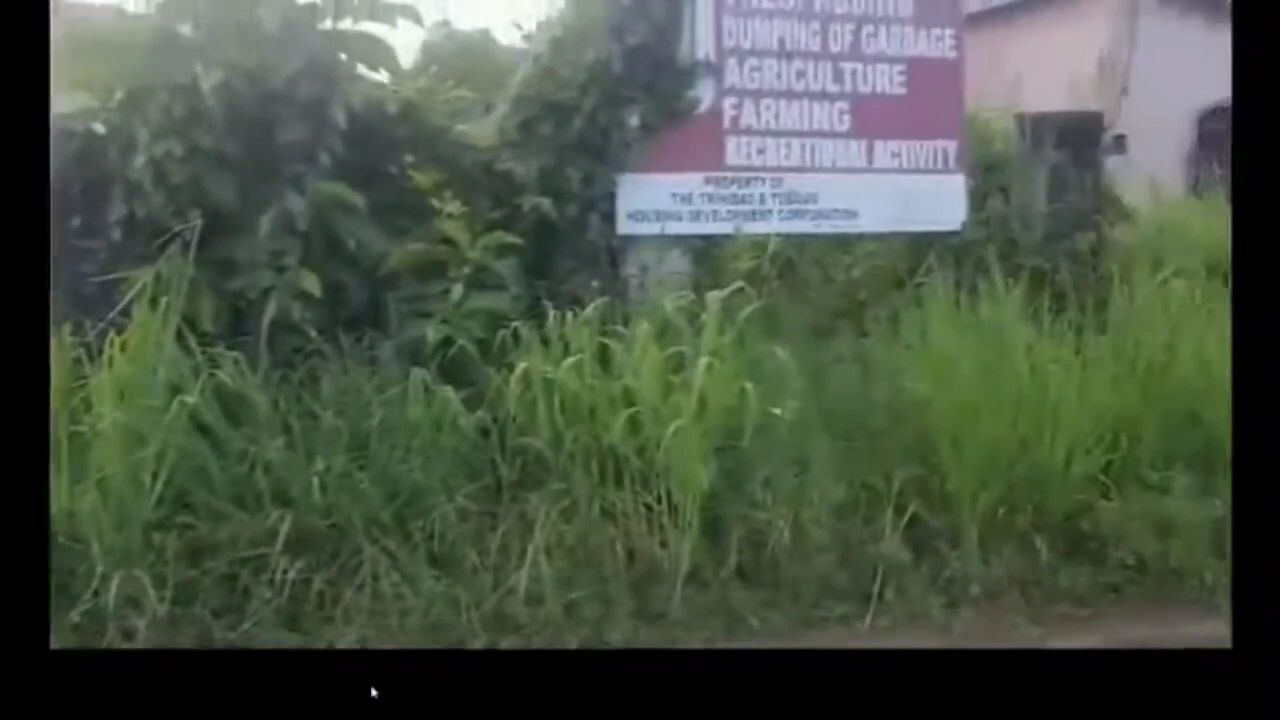 DUMPING OF GARBAGE
AGRICULTURE
FARMING
RECREATIONAL ACTIVITY
PROPERTY OF
THE TRINIDAD & TOBAGO
HOUSING DEVELOPMENT CORPORATION